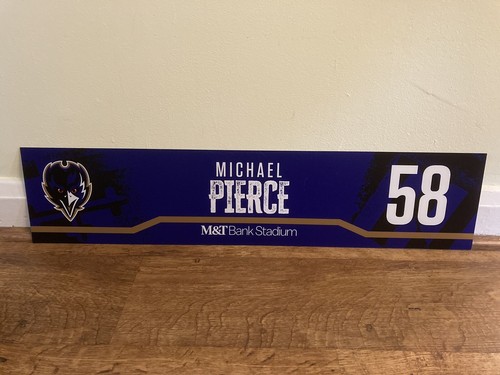 MICHAEL
PIERCE
58
M&T Bank Stadium